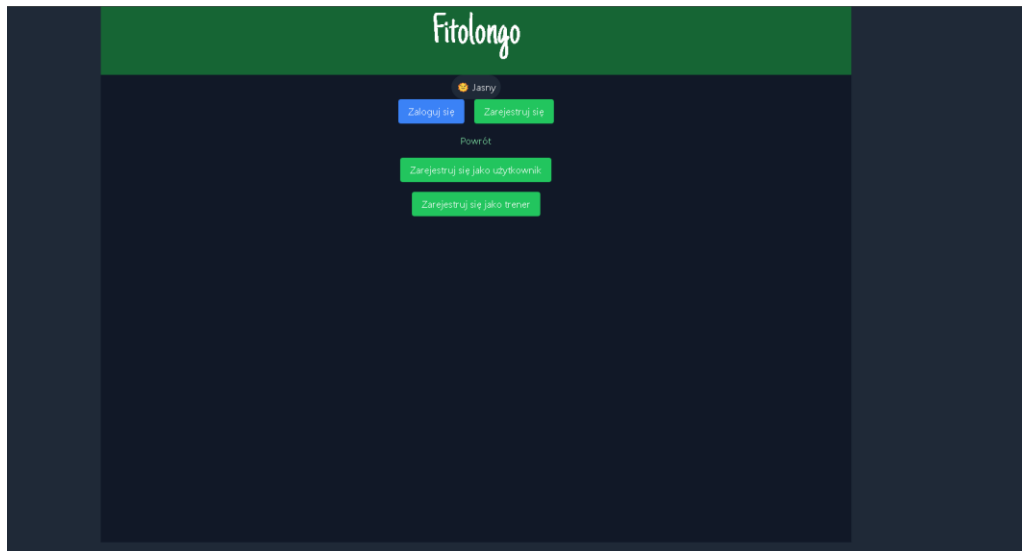 Fitolongo
Jasny
Zaloguj się Zarejestruj się
Powrót
Zarejestruj się jako użytkownik
Zarejestruj się jako trener